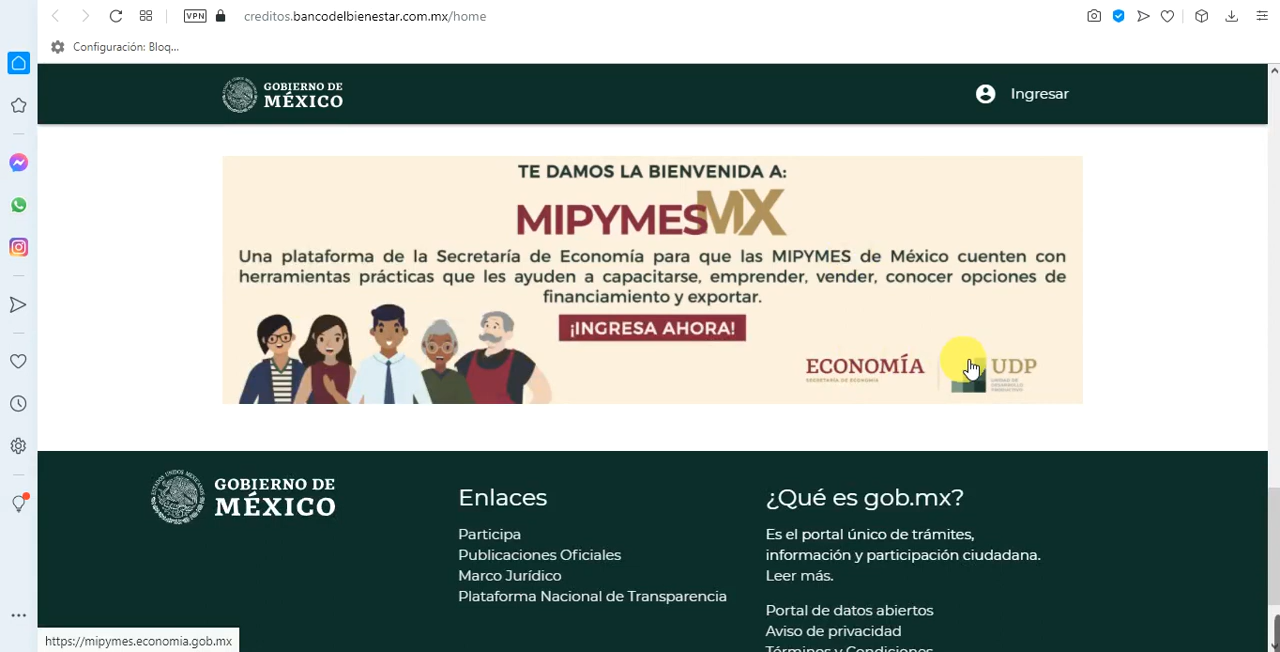 VPN
creditos.bancodelbienestar.com.mx/home
Configuración: Bloq...
GOBIERNO DE
MÉXICO
Ingresar
TE DAMOS LA BIENVENIDA A:
MIPYMESMX
Una plataforma de la Secretaría de Economía para que las MIPYMES de México cuenten con
herramientas prácticas que les ayuden a capacitarse, emprender, vender, conocer opciones de
financiamiento y exportar.
¡INGRESA AHORA!
ECONOMÍA
SECRETARÍA DE ECONOMÍA
UDP
UNIDAD DE
DESARROLLO
PRODUCTIVO
GOBIERNO DE
MÉXICO
Enlaces
Participa
Publicaciones Oficiales
Marco Jurídico
Plataforma Nacional de Transparencia
¿Qué es gob.mx?
Es el portal único de trámites,
información y participación ciudadana.
Leer más.
Portal de datos abiertos
Aviso de privacidad
Términos y Condiciones
https://mipymes.economia.gob.mx